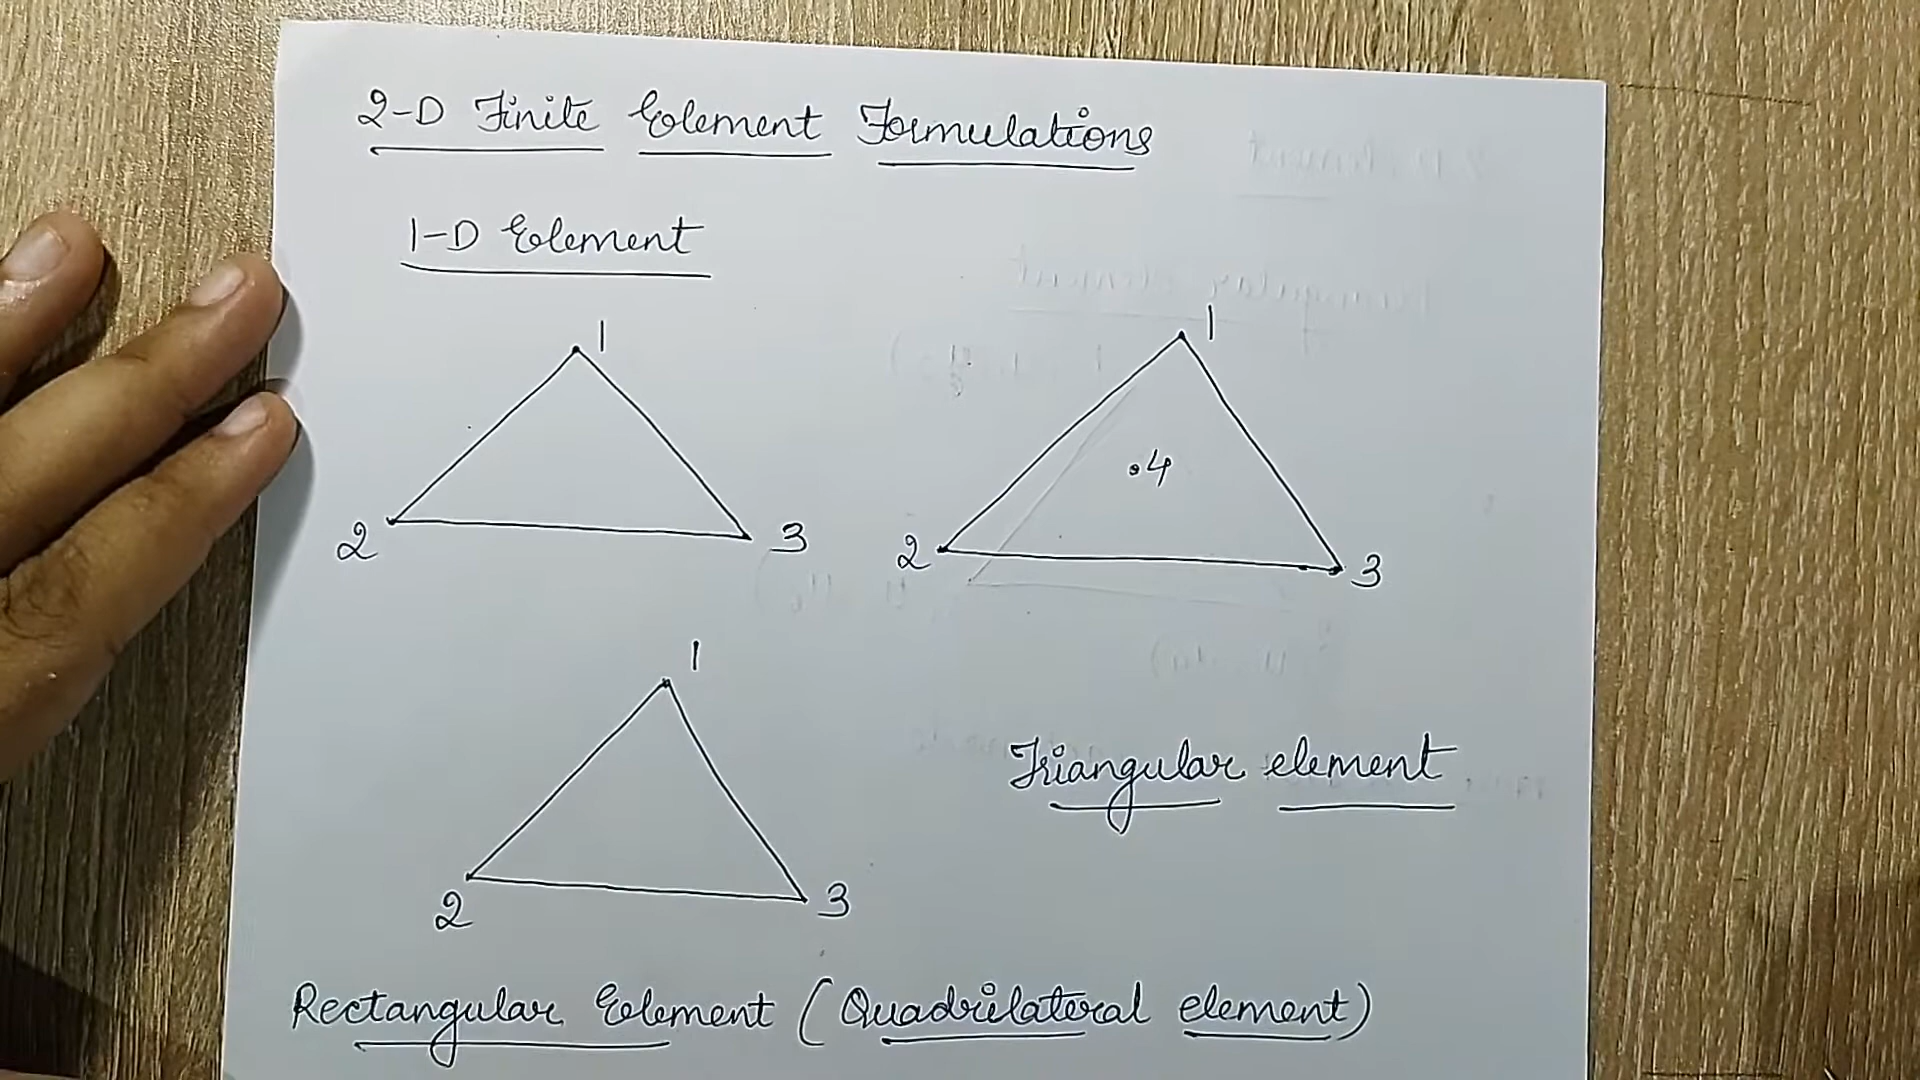 2-D Finite Element Formulations
1-D Element
1
2
3
1
2
3
.4
1
2
3
Triangular element
Rectangular Element (Quadrilateral element)